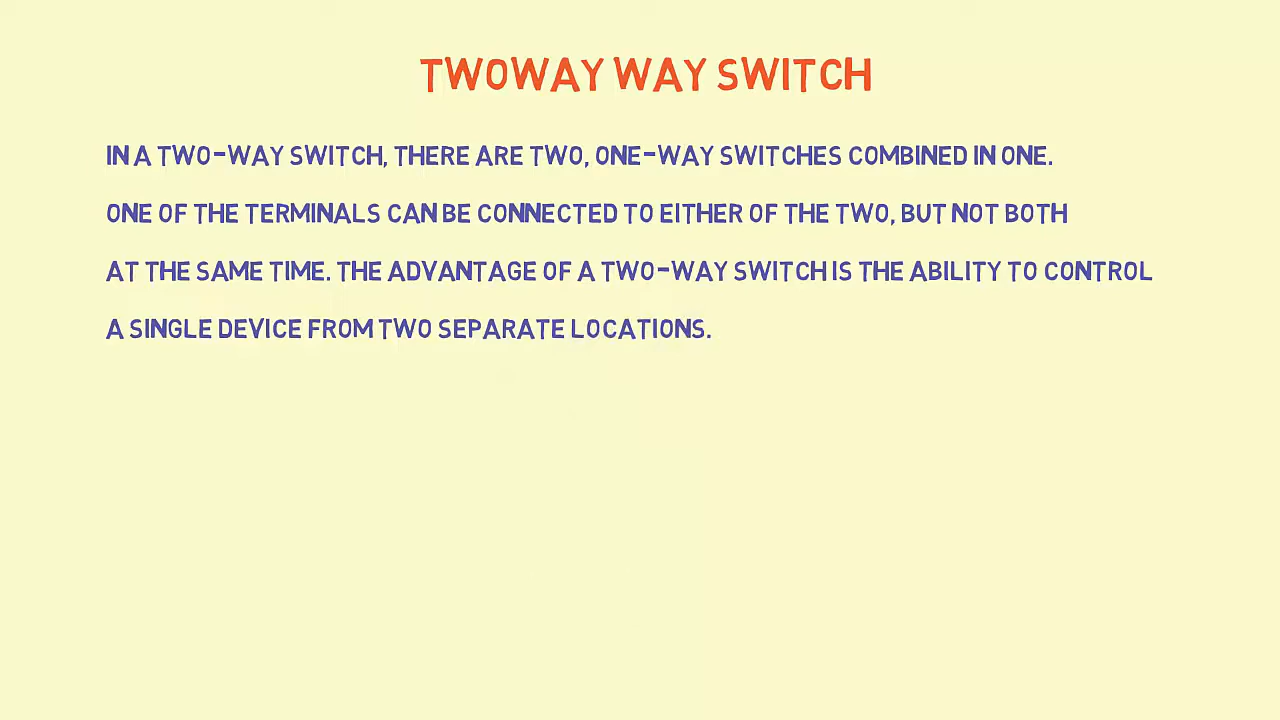 TWOWAY WAY SWITCH
IN A TWO-WAY SWITCH, THERE ARE TWO, ONE-WAY SWITCHES COMBINED IN ONE.
ONE OF THE TERMINALS CAN BE CONNECTED TO EITHER OF THE TWO, BUT NOT BOTH
AT THE SAME TIME. THE ADVANTAGE OF A TWO-WAY SWITCH IS THE ABILITY TO CONTROL
A SINGLE DEVICE FROM TWO SEPARATE LOCATIONS.